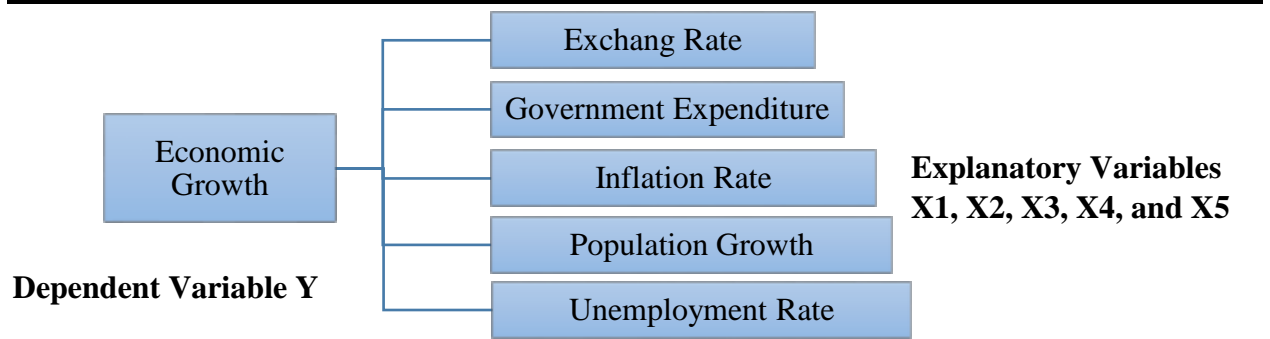 Exchang Rate
Government Expenditure
Economic
Growth
Inflation Rate
Explanatory Variables
X1, X2, X3, X4, and X5
Population Growth
Dependent Variable Y
Unemployment Rate